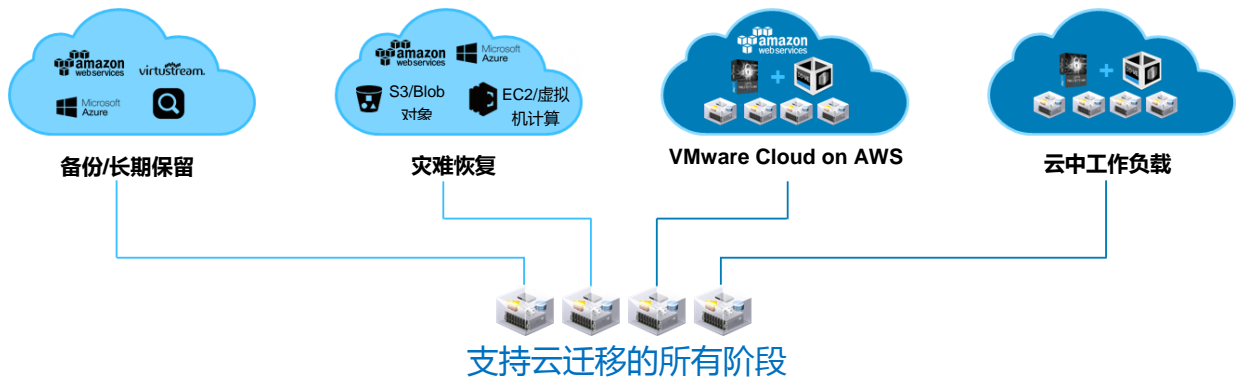 amazon
webservices
virtustream.
Microsoft
Azure
备份/长期保留
amazon
webservices
Microsoft
Azure
S3/Blob
对象
EC2/虚拟
机计算
灾难恢复
amazon
webservices
+
VMware Cloud on AWS
+
云中工作负载
支持云迁移的所有阶段